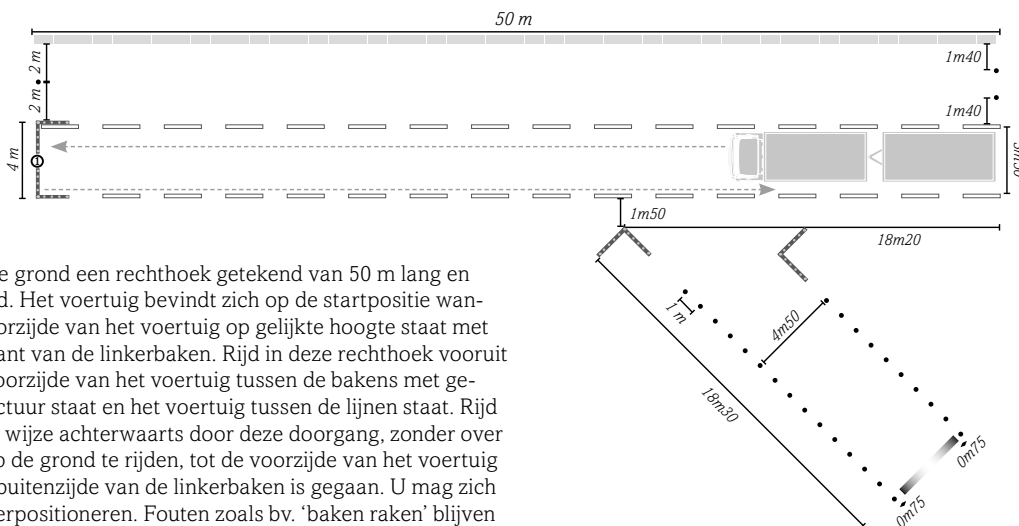 50 m
2 m
2 m
1m40
1m40
4 m
1
3m50
1m50
18m20
e grond een rechthoek getekend van 50 m lang en
d. Het voertuig bevindt zich op de startpositie wan-
orzijde van het voertuig op gelijkte hoogte staat met
ant van de linkerbaken. Rijd in deze rechthoek vooruit
oorzijde van het voertuig tussen de bakens met ge-
ctuur staat en het voertuig tussen de lijnen staat. Rijd
wijze achterwaarts door deze doorgang, zonder over
o de grond te rijden, tot de voorzijde van het voertuig
buitenzijde van de linkerbaken is gegaan. U mag zich
erpositioneren. Fouten zoals bv. ‘baken raken’ blijven
1 m
4m50
18m30
0m75
0m75